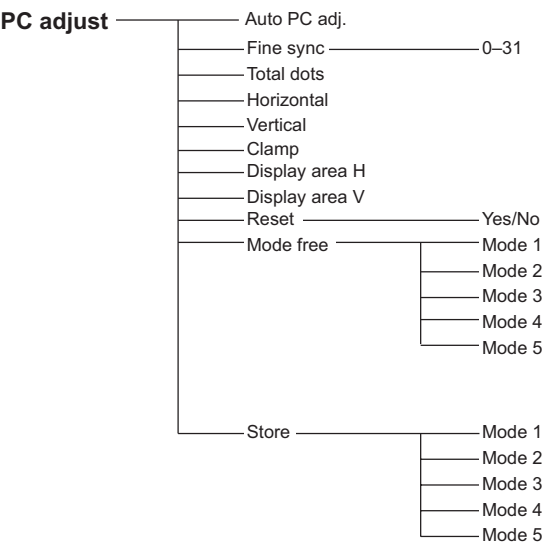 PC adjust
Auto PC adj.
Fine sync 0–31
Total dots
Horizontal
Vertical
Clamp
Display area H
Display area V
Reset Yes/No
Mode free Mode 1
Mode 2
Mode 3
Mode 4
Mode 5
Store Mode 1
Mode 2
Mode 3
Mode 4
Mode 5